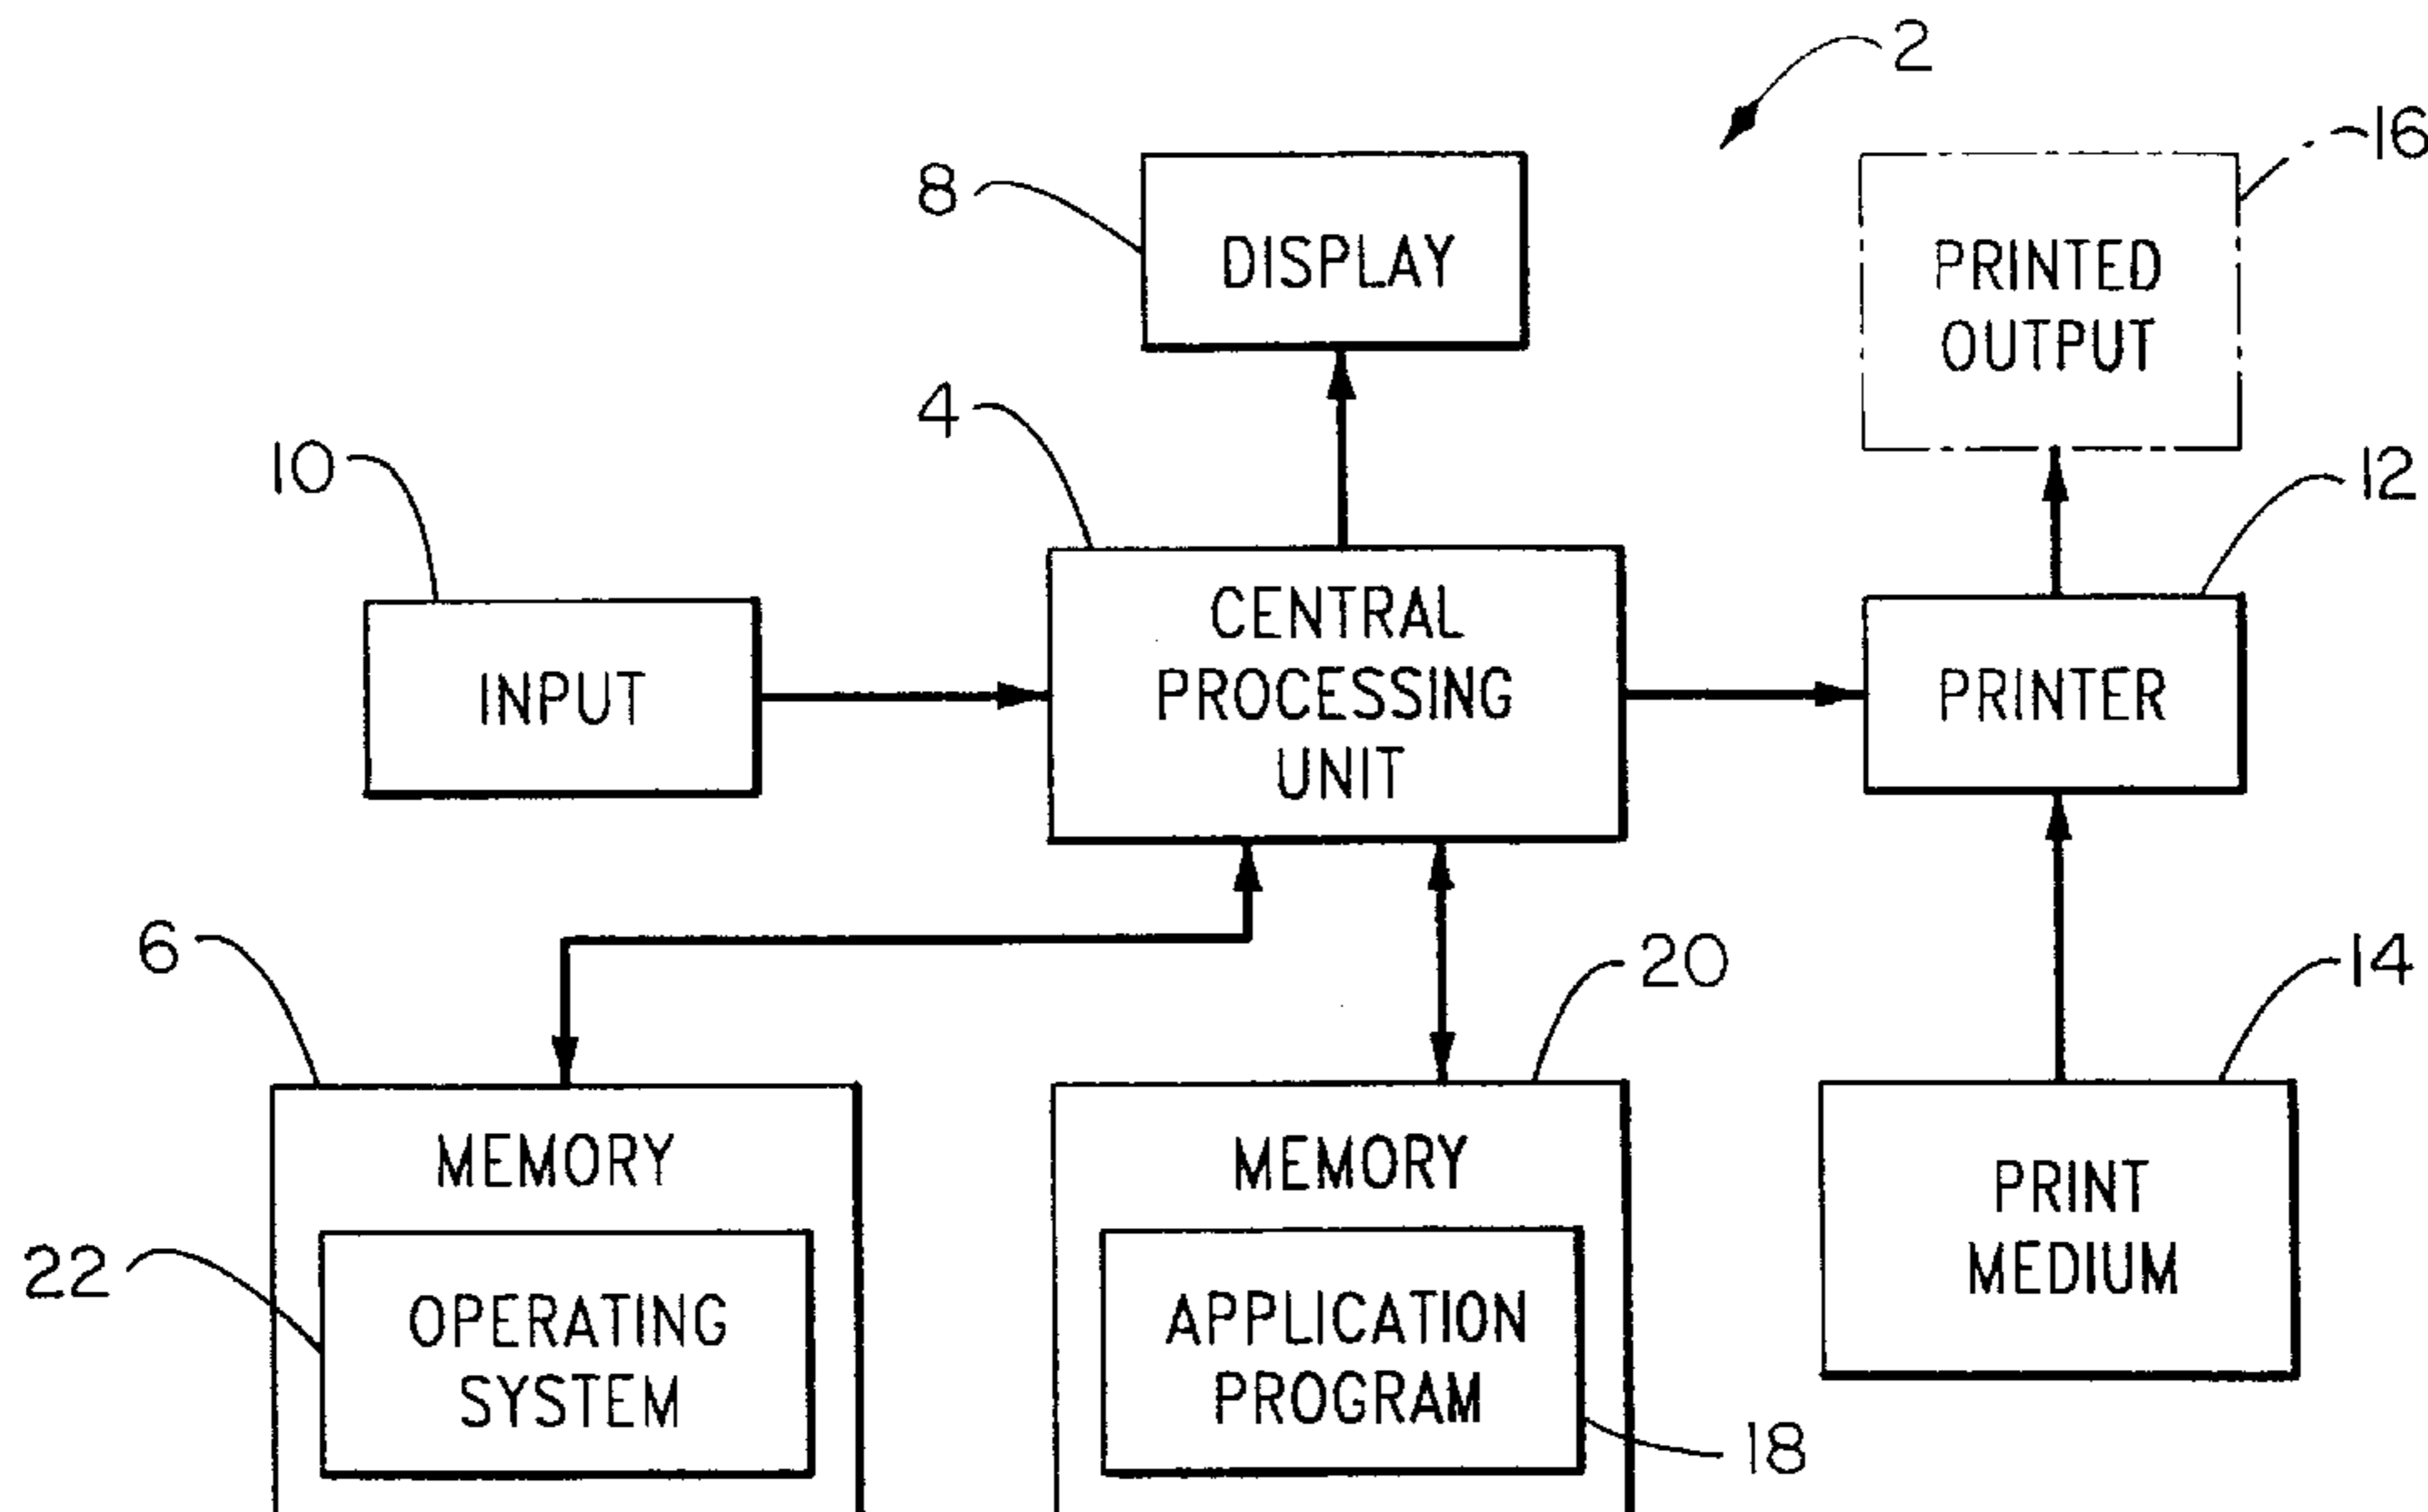 2
16
8
DISPLAY
PRINTED
OUTPUT
4
10
12
CENTRAL
PROCESSING
UNIT
INPUT
PRINTER
6
20
14
MEMORY
MEMORY
PRINT
MEDIUM
22
OPERATING
SYSTEM
APPLICATION
PROGRAM
18